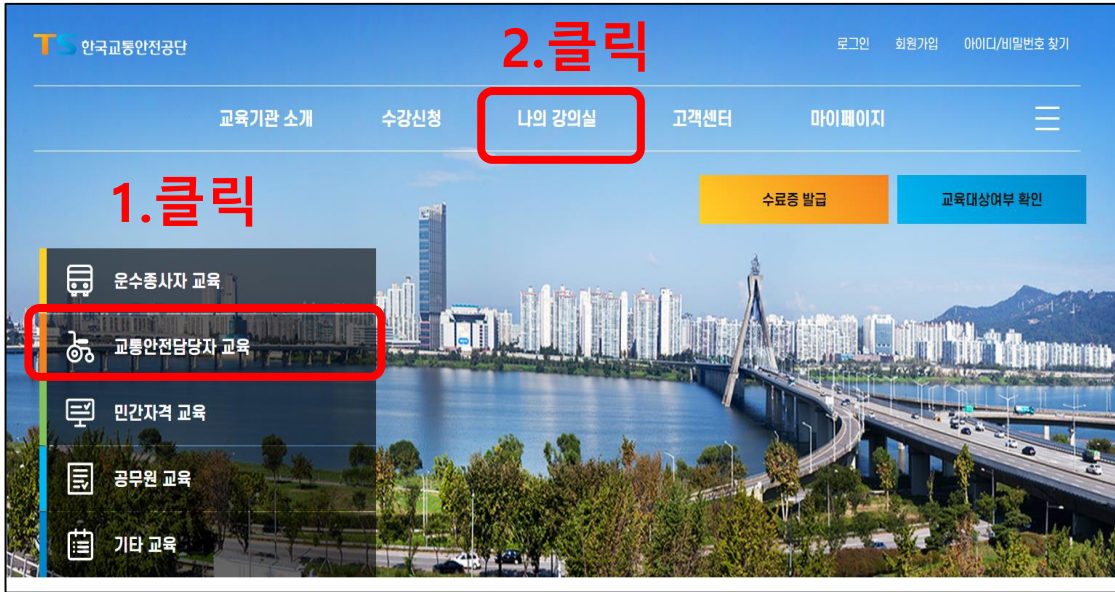 TS 한국교통안전공단
2.클릭
로그인 회원가입 아이디/비밀번호 찾기
교육기관 소개 수강신청 나의 강의실 고객센터 마이페이지
1.클릭
수료증 발급 교육대상여부 확인
운수종사자 교육
교통안전담당자 교육
민간자격 교육
공무원 교육
기타 교육